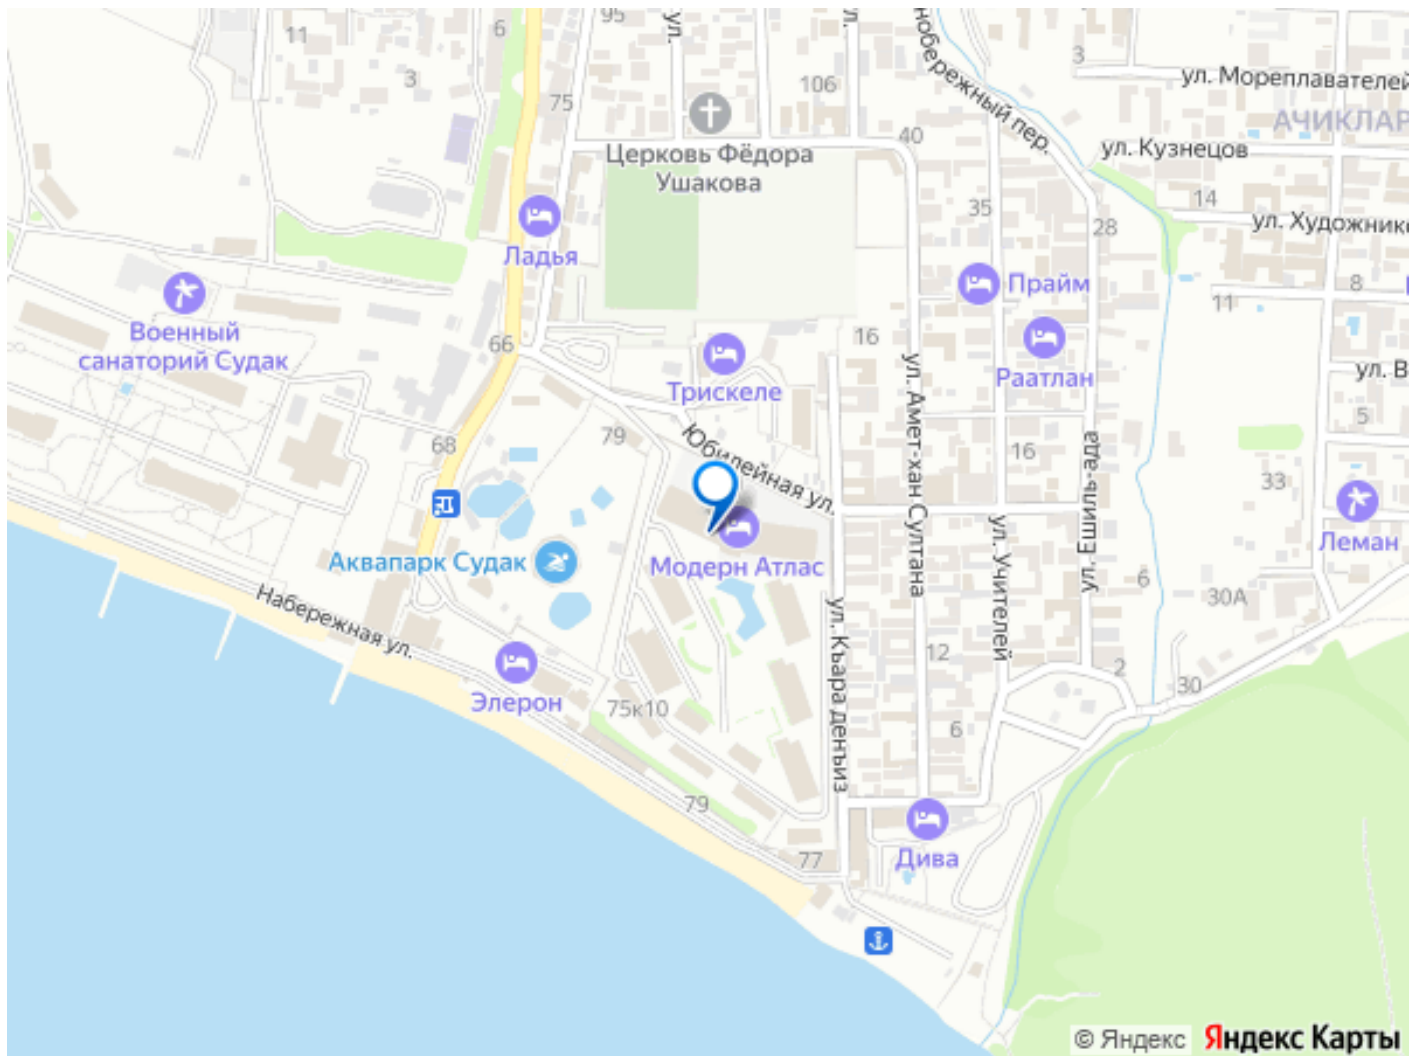 11
6
95
ул.
ул.
3
3
106
ул. Мореплавателей
75
нобережный пер.
40
АЧИКЛАР
Церковь Фёдора
Ушакова
ул. Кузнецов
14
35
28
ул. Художнико
Ладья
Прайм
8
11
Военный
санаторий Судак
66
16
Трискеле
Раатлан
ул. В
ул. Амет-хан Султана
5
79
68
Юбилейная ул.
16
ул. Ешиль-ада
33
Леман
Аквапарк Судак
Модерн Атлас
ул. Учителей
6
30А
Набережная ул.
ул. Къара денъиз
12
2
30
Элерон
75к10
6
79
77
Дива
© Яндекс Яндекс Карты